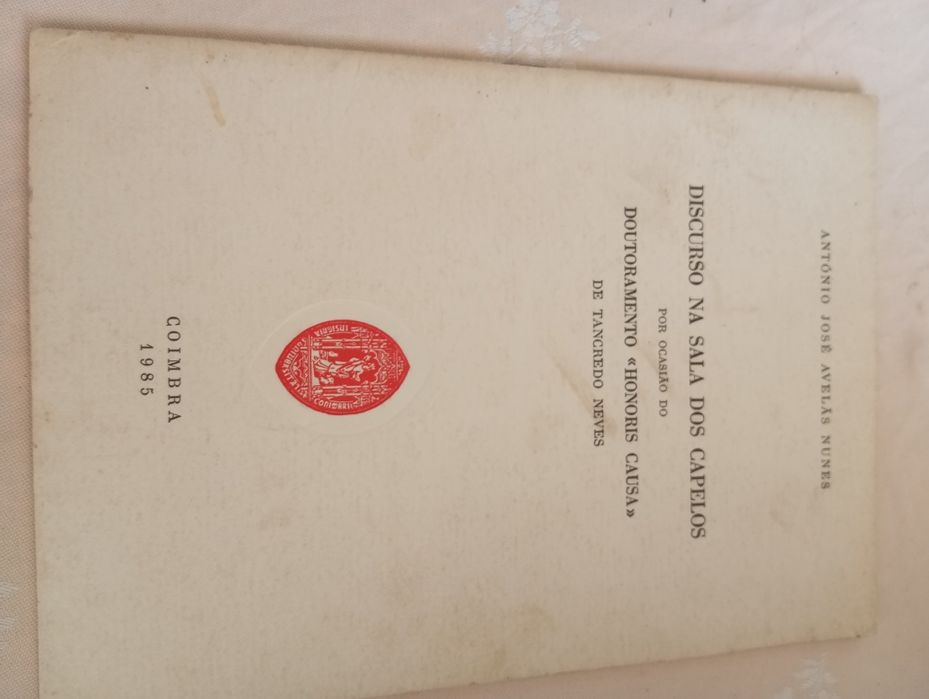 ANTÓNIO JOSÉ AVELÃS NUNES
DISCURSO NA SALA DOS CAPELOS
POR OCASIÃO DO
DOUTORAMENTO «HONORIS CAUSA»
DE TANCREDO NEVES
INSIGNIA
COIMBRA
1985